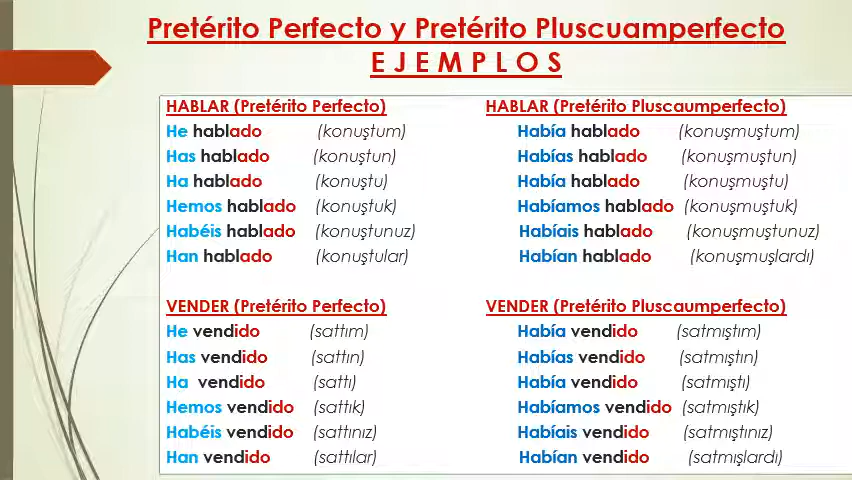 Pretérito Perfecto y Pretérito Pluscuamperfecto
E J E M P L O S
HABLAR (Pretérito Perfecto) HABLAR (Pretérito Pluscaumperfecto)
He hablado (konuştum) Había hablado (konuşmuştum)
Has hablado (konuştun) Habías hablado (konuşmuştun)
Ha hablado (konuştu) Había hablado (konuşmuştu)
Hemos hablado (konuştuk) Habíamos hablado (konuşmuştuk)
Habéis hablado (konuştunuz) Habíais hablado (konuşmuştunuz)
Han hablado (konuştular) Habían hablado (konuşmuşlardı)
VENDER (Pretérito Perfecto) VENDER (Pretérito Pluscaumperfecto)
He vendido (sattım) Había vendido (satmıştım)
Has vendido (sattın) Habías vendido (satmıştın)
Ha vendido (sattı) Había vendido (satmıştı)
Hemos vendido (sattık) Habíamos vendido (satmıştık)
Habéis vendido (sattınız) Habíais vendido (satmıştınız)
Han vendido (sattılar) Habían vendido (satmışlardı)